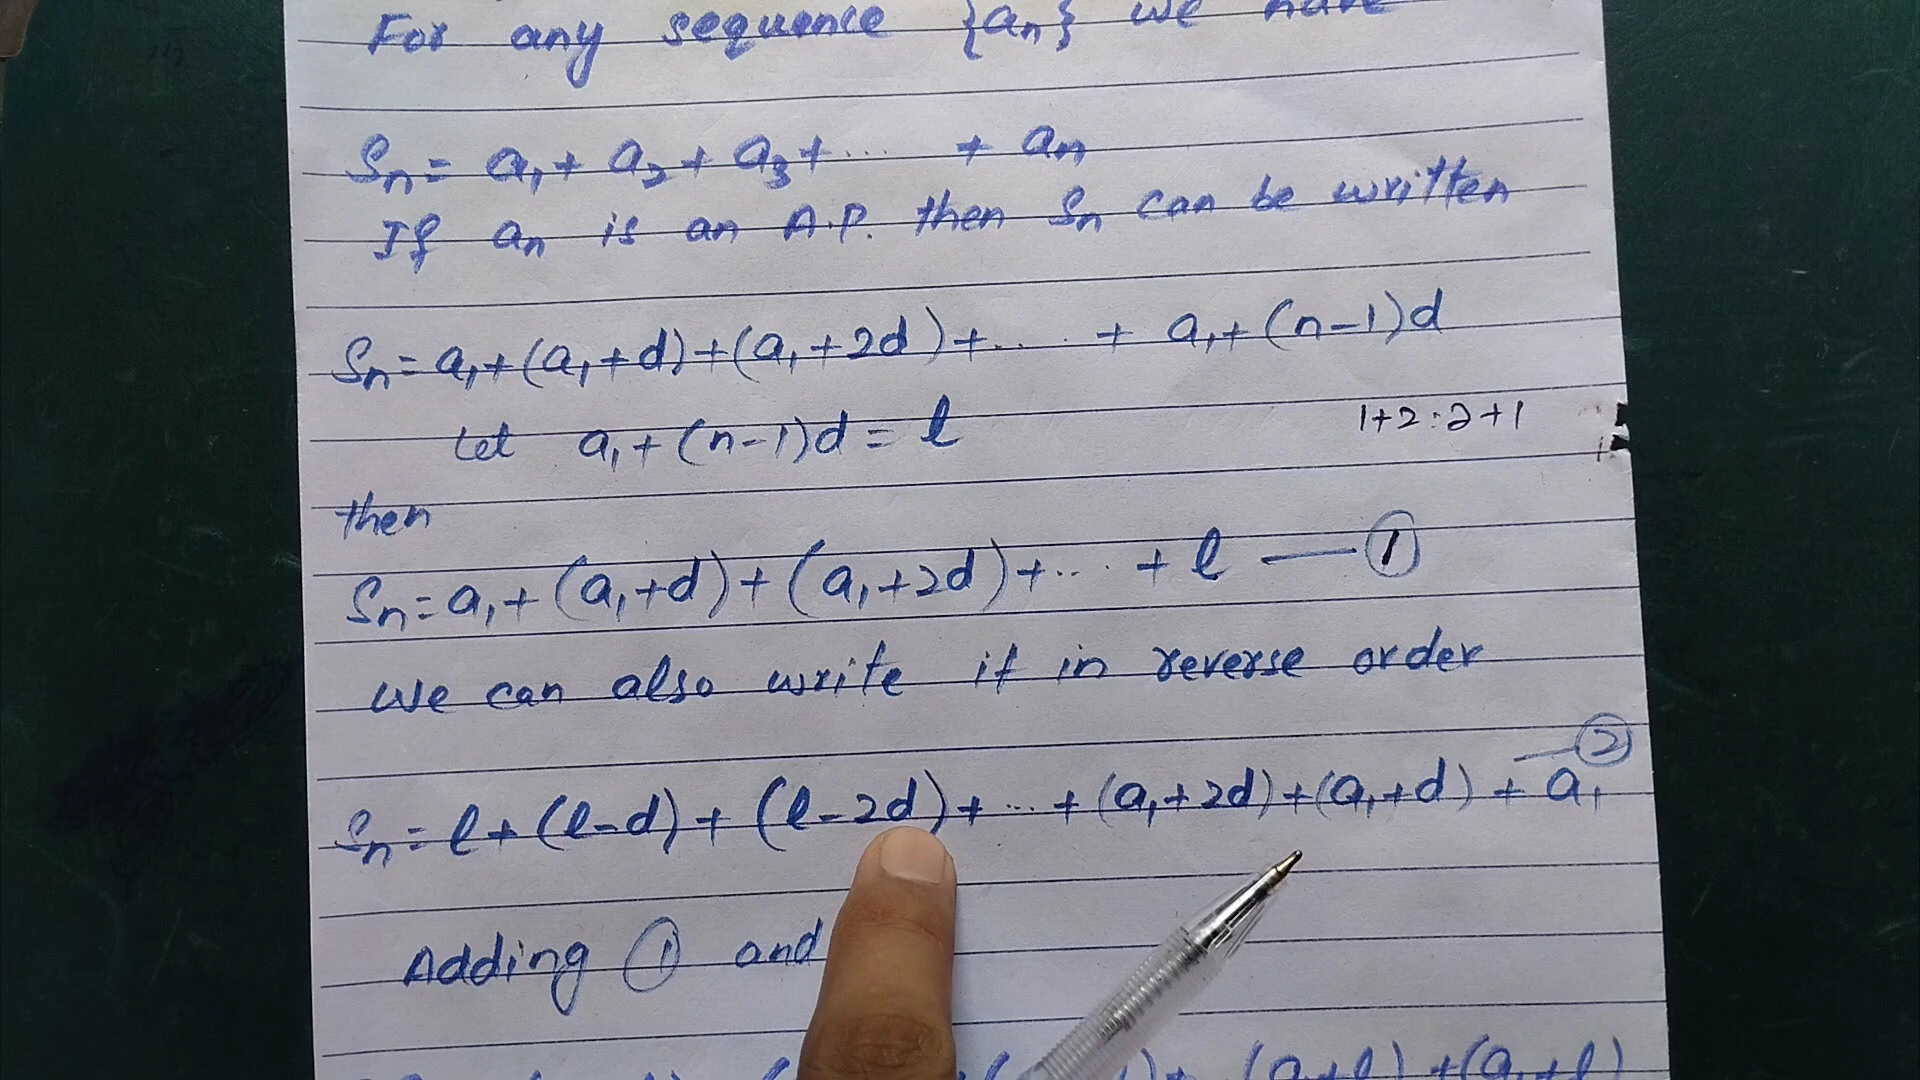 For any sequence {an} we have
Sn = a₁ + a₂ + a₃ + ... + an
If an is an A.P. then Sn can be written
Sn = a₁ + (a₁ + d) + (a₁ + 2d) + .... + a₁ + (n-1)d
Let a₁ + (n-1)d = l
1+2:2+1
then
Sn = a₁ + (a₁+d) + (a₁+2d) + ... + l — ①
We can also write it in reverse order
— ②
Sn = l + (l-d) + (l-2d) + ... + (a₁+2d) + (a₁+d) + a₁
Adding ① and
(a₁+l) + (a₁+l)